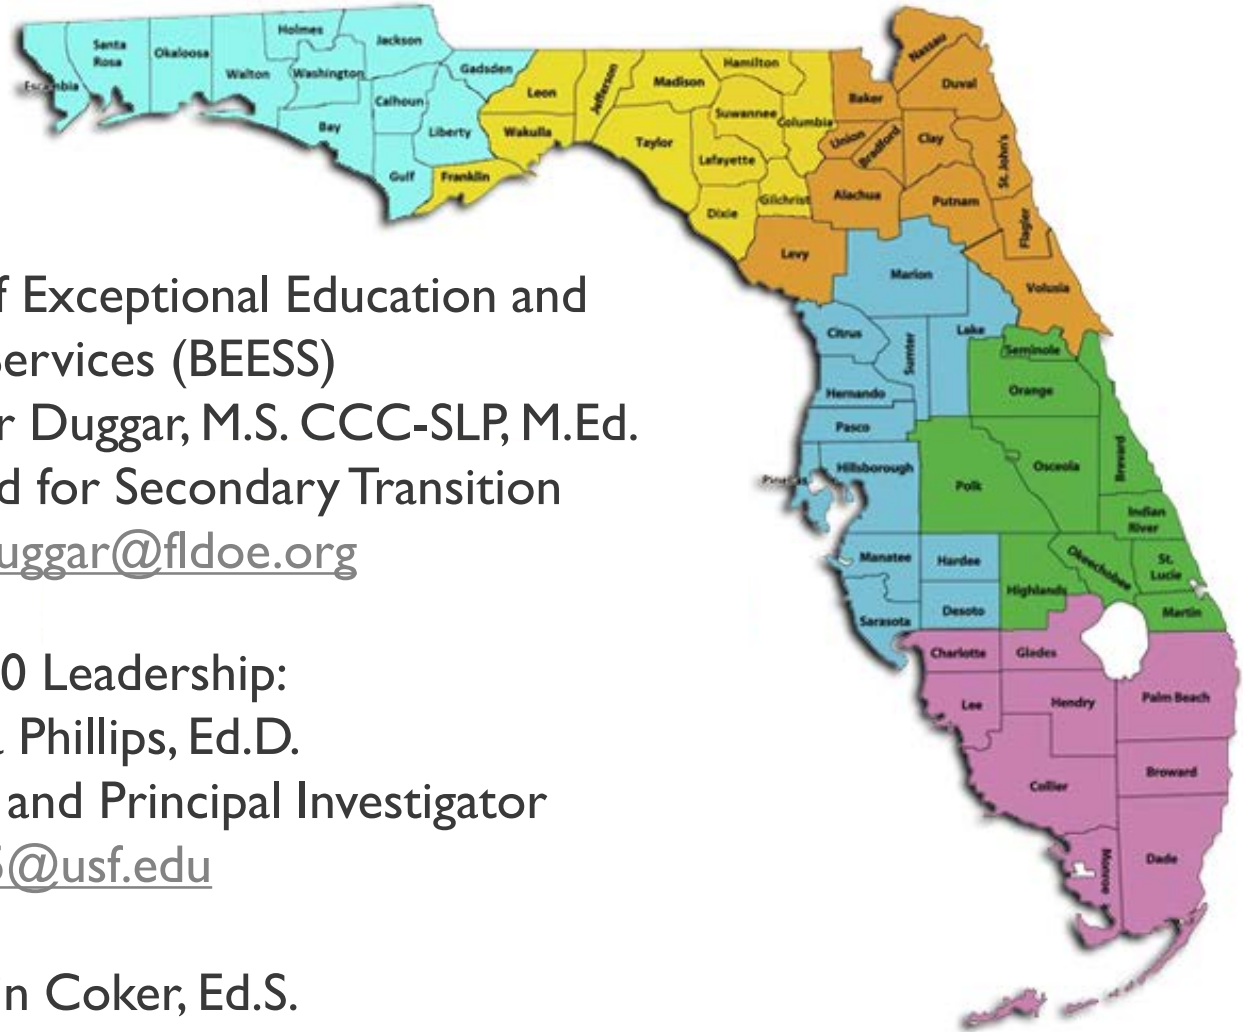 Holmes
Jackson
Santa
Rosa
Okaloosa
Walton
Washington
Escambia
Gadsden
Calhoun
Bay
Liberty
Gulf
Franklin
Leon
Wakulla
Jefferson
Madison
Hamilton
Taylor
Suwannee
Columbia
Lafayette
Dixie
Gilchrist
Baker
Nassau
Duval
Union
Bradford
Clay
St. John's
Alachua
Putnam
Flagler
Levy
Marion
Volusia
Citrus
Sumter
Lake
Seminole
Hernando
Orange
Pasco
Hillsborough
Pinellas
Polk
Osceola
Brevard
Indian
River
Manatee
Hardee
Highlands
Okeechobee
St.
Lucie
Sarasota
Desoto
Martin
Charlotte
Glades
Lee
Hendry
Palm Beach
Collier
Broward
Monroe
Dade
f Exceptional Education and
Services (BEESS)
r Duggar, M.S. CCC-SLP, M.Ed.
d for Secondary Transition
uggar@fldoe.org
0 Leadership:
Phillips, Ed.D.
and Principal Investigator
@usf.edu
n Coker, Ed.S.